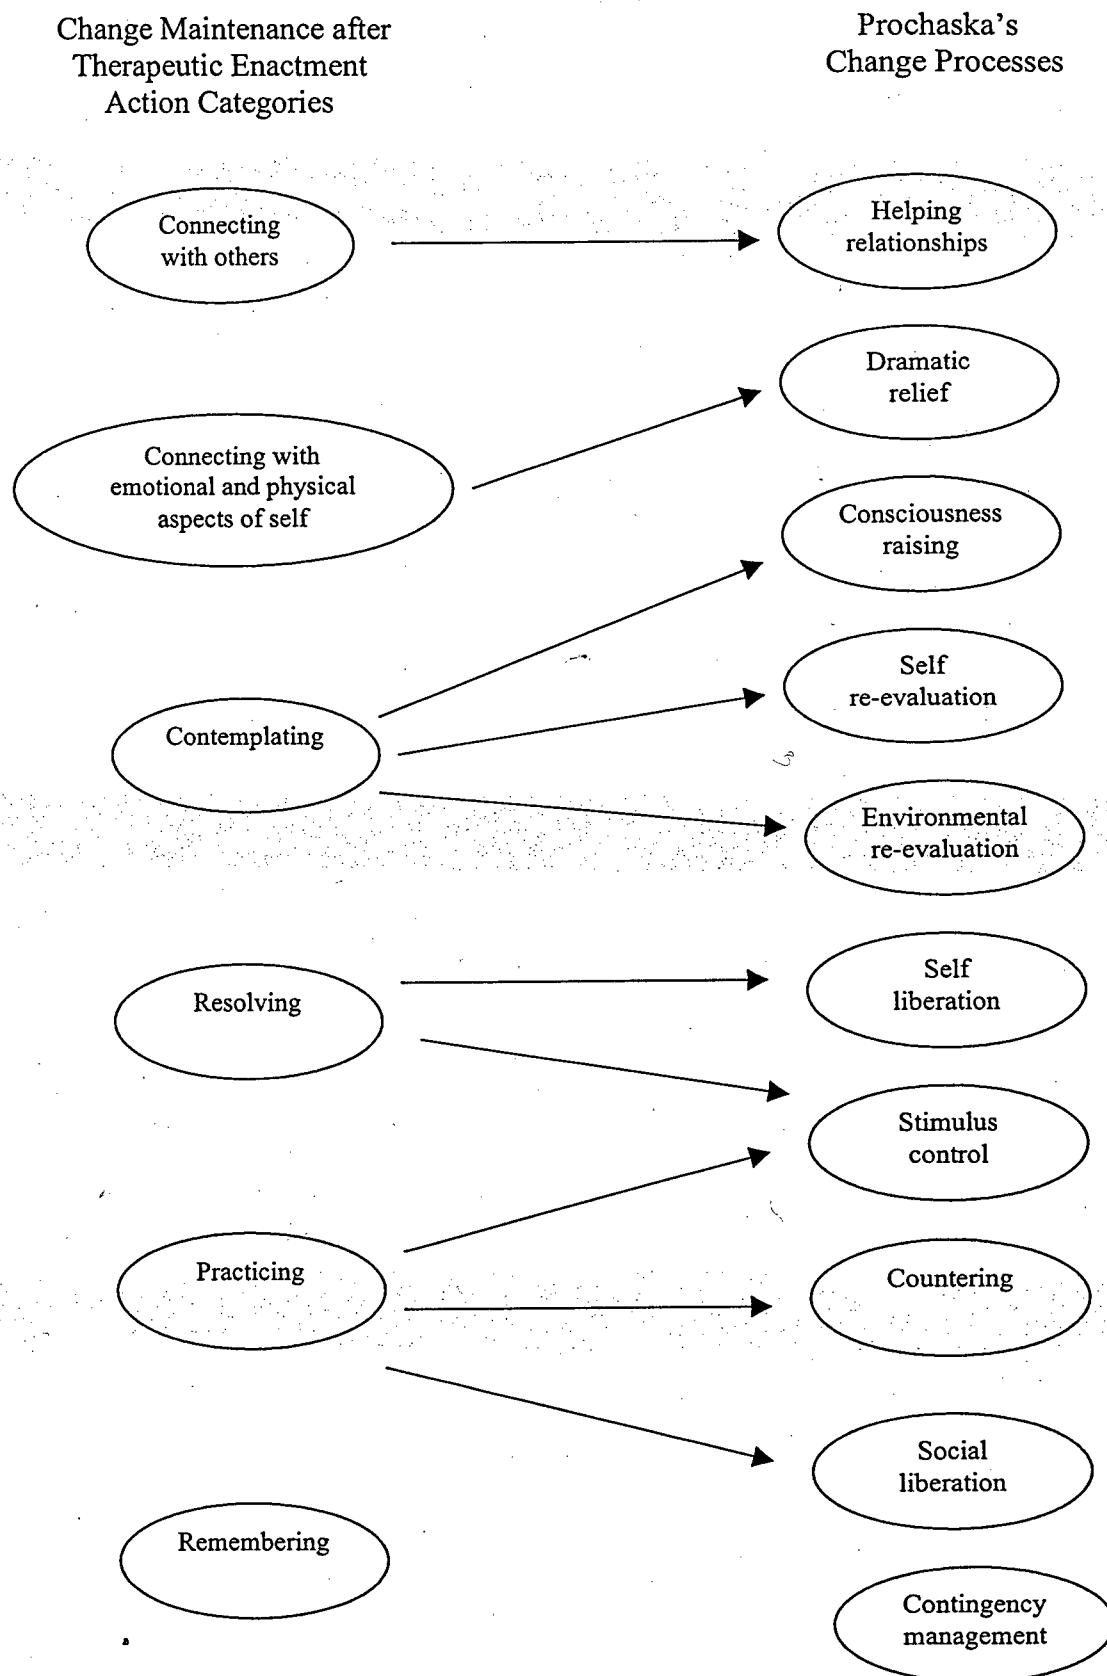 Change Maintenance after
Therapeutic Enactment
Action Categories
Prochaska's
Change Processes
Connecting
with others
Helping
relationships
Dramatic
relief
Connecting with
emotional and physical
aspects of self
Consciousness
raising
Self
re-evaluation
Contemplating
Environmental
re-evaluation
Self
liberation
Resolving
Stimulus
control
Practicing
Countering
Social
liberation
Remembering
Contingency
management